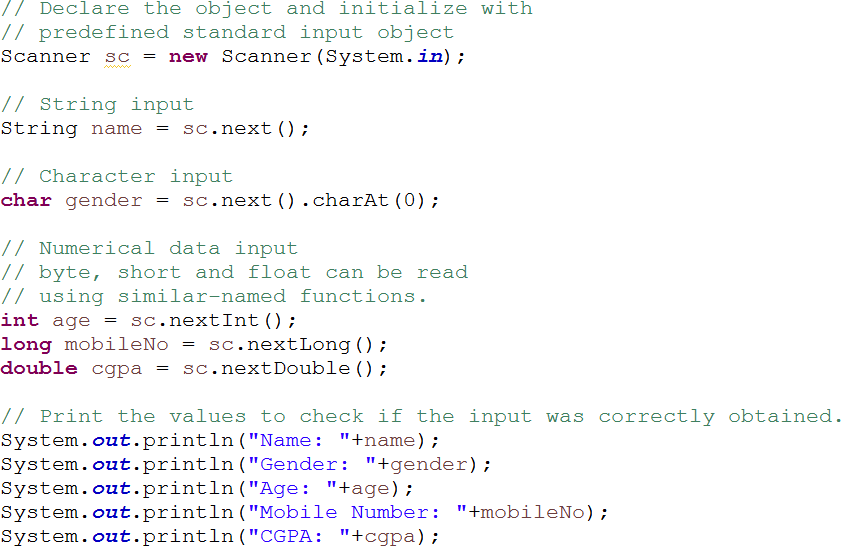 // Declare the object and initialize with
// predefined standard input object
Scanner sc = new Scanner(System.in);
// String input
String name = sc.next();
// Character input
char gender = sc.next().charAt(0);
// Numerical data input
// byte, short and float can be read
// using similar-named functions.
int age = sc.nextInt();
long mobileNo = sc.nextLong();
double cgpa = sc.nextDouble();
// Print the values to check if the input was correctly obtained.
System.out.println("Name: "+name);
System.out.println("Gender: "+gender);
System.out.println("Age: "+age);
System.out.println("Mobile Number: "+mobileNo);
System.out.println("CGPA: "+cgpa);